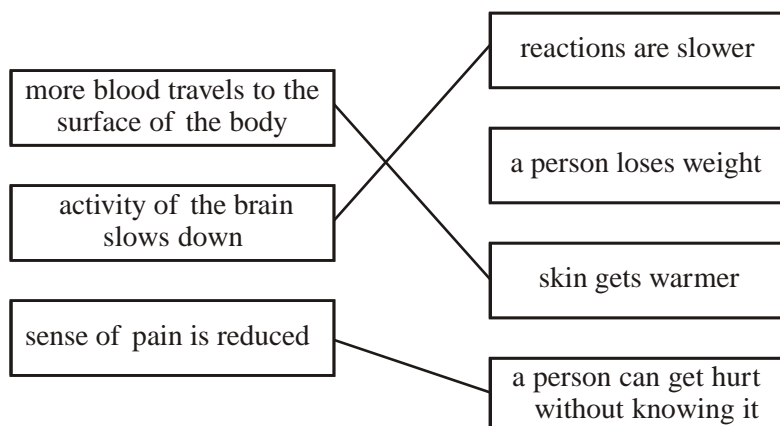 more blood travels to the
surface of the body
activity of the brain
slows down
sense of pain is reduced
reactions are slower
a person loses weight
skin gets warmer
a person can get hurt
without knowing it